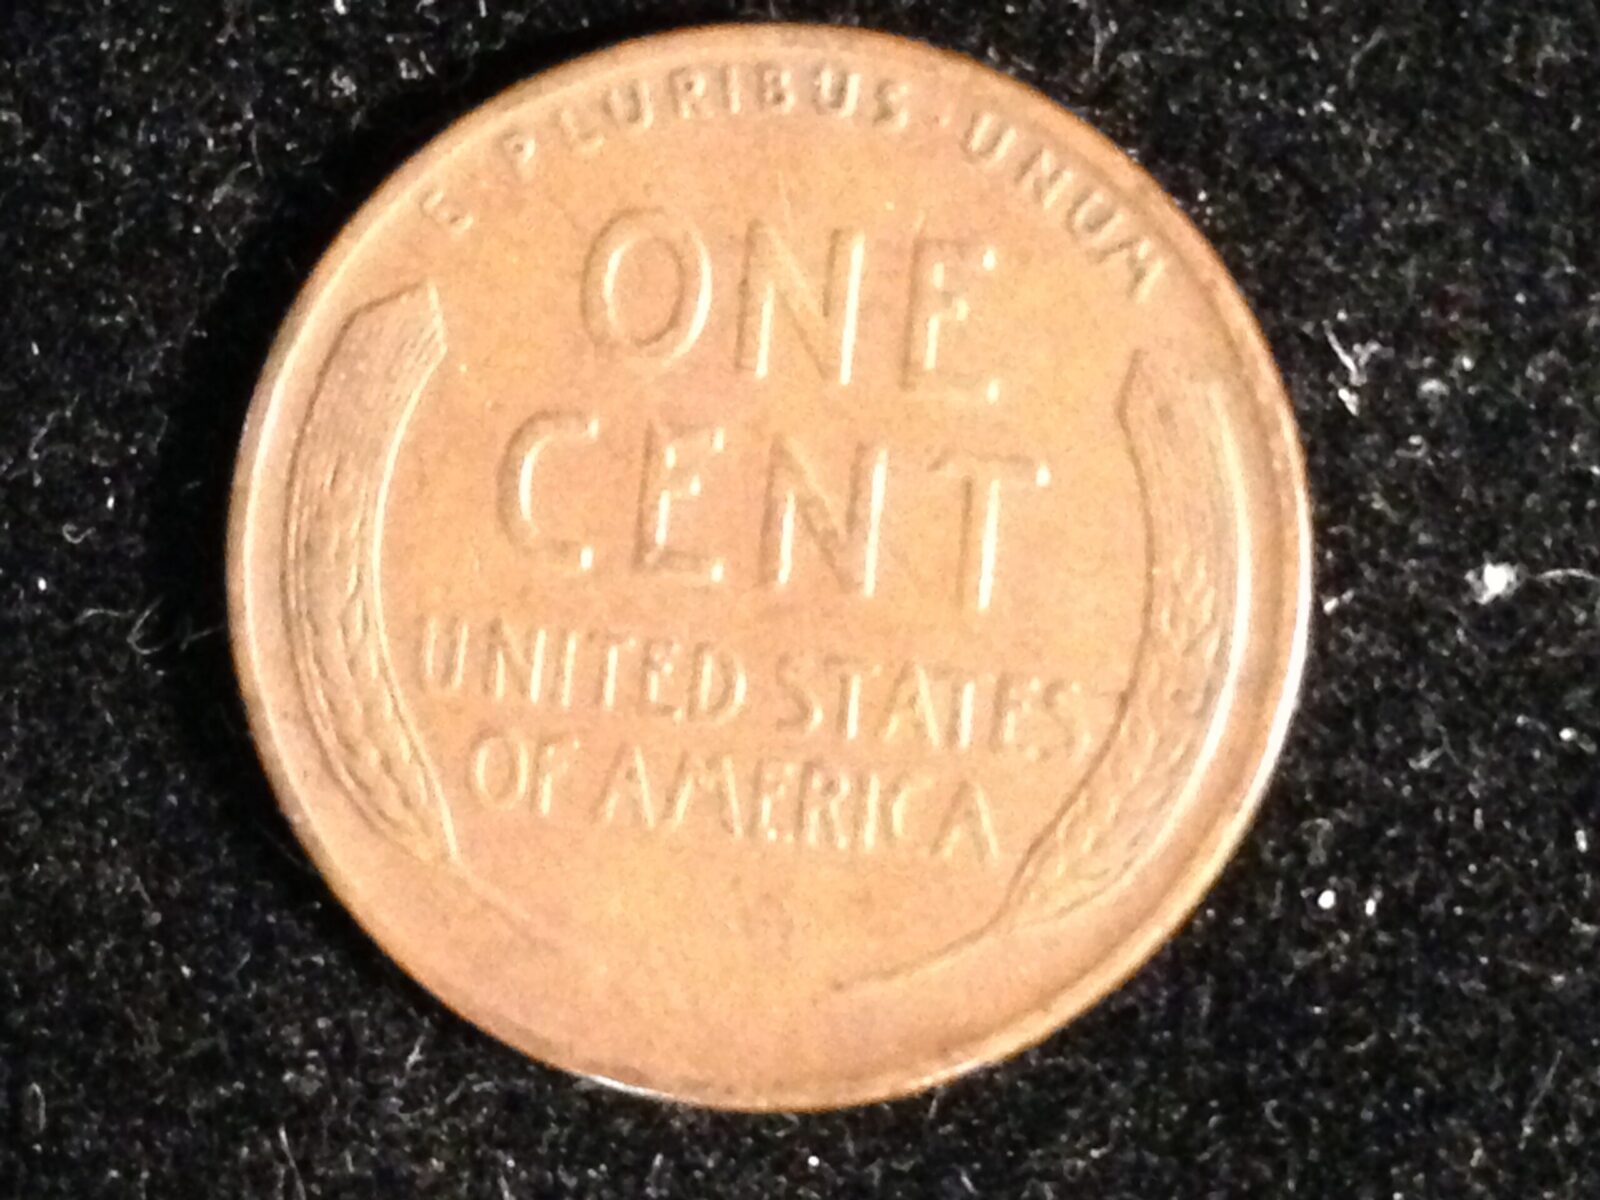 E · PLURIBUS · UNUM
ONE
CENT
UNITED STATES
OF AMERICA